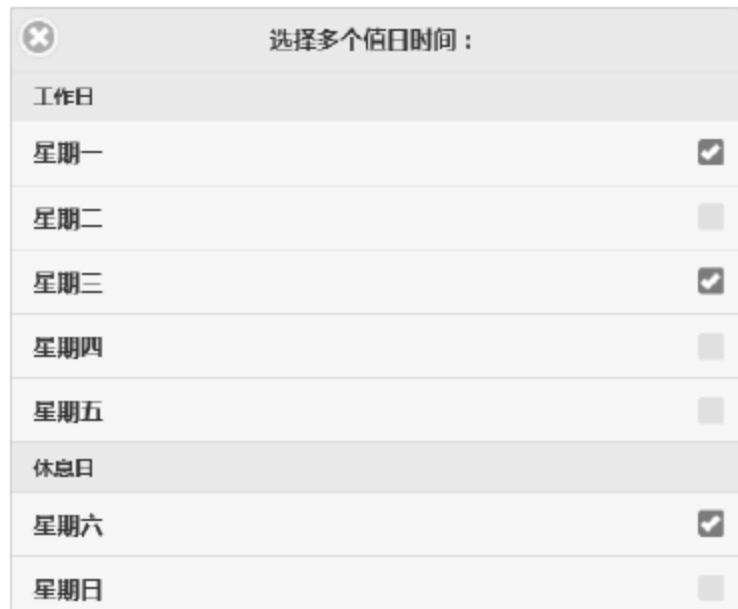 选择多个值日时间：
工作日
星期一
星期二
星期三
星期四
星期五
休息日
星期六
星期日